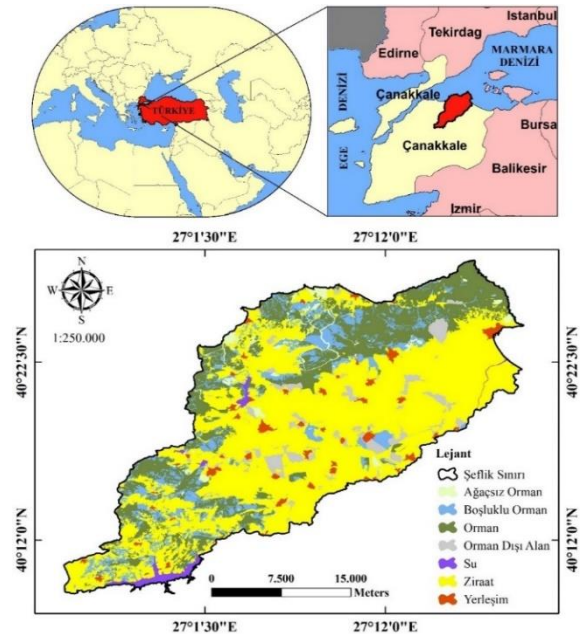 TÜRKİYE
Istanbul
Tekirdag
Edirne
MARMARA
DENİZİ
EGE DENİZİ
Çanakkale
Çanakkale
Bursa
Balikesir
Izmir
27°1'30"E 27°12'0"E
N
W E
S
1:250.000
40°22'30"N 40°22'30"N
40°12'0"N 40°12'0"N
Lejant
Şeflik Sınırı
Ağaçsız Orman
Boşluklu Orman
Orman
Orman Dışı Alan
Su
Ziraat
Yerleşim
0 7.500 15.000
Meters
27°1'30"E 27°12'0"E